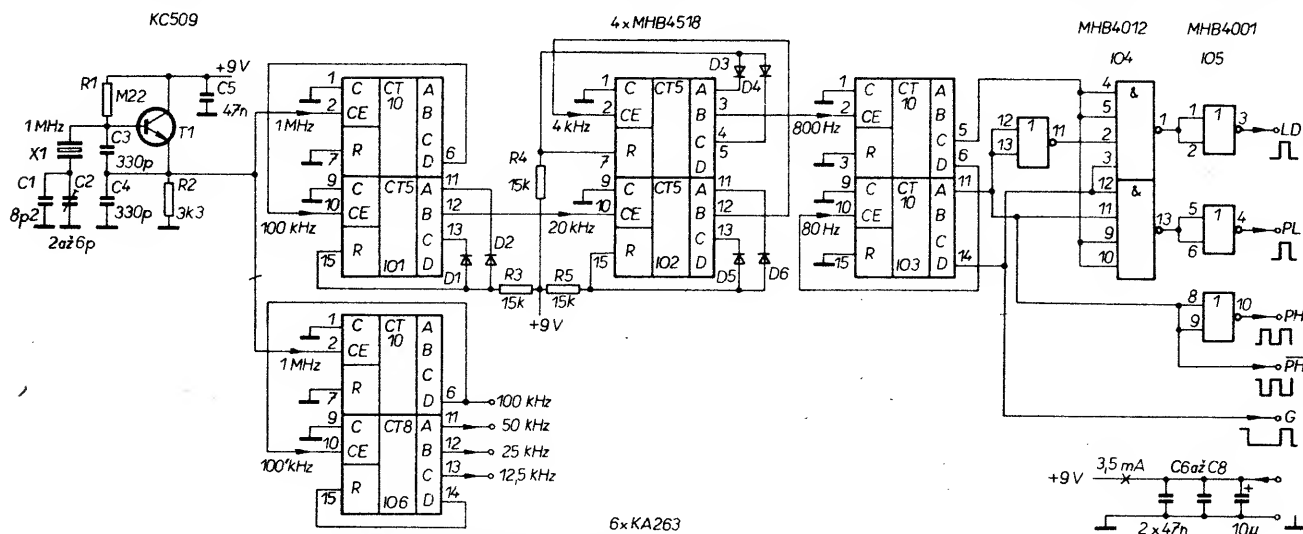 KC509
4xMHB4518
MHB4012
MHB4001
IO4
IO5
+9V
R1
M22
C5
47n
1MHz
X1
T1
C3
330p
C1
8p2
C2
C4
330p
R2
3k3
2až6p
1 C CT A
2 CE 10 B
1MHz
C
7 R D 6
9 C CT5 A 11
10 CE B 12
100 kHz
C 13
15 R IO1 D
D1
D2
R3
15k
R4
15k
R5
15k
+9V
20 kHz
4 kHz
1 C CT5 A 3
2 CE B
C 4
7 R D 5
9 C CT5 A 11
10 CE B 12
C 13
15 R IO2 D
D3
D4
D5
D6
800Hz
80 Hz
1 C CT A
2 CE 10 B
C 5
3 R D 6
9 C CT A 11
10 CE 10 B
C
15 R IO3 D 14
12
13
1
11
4
5
2
3
&
1
12
11
9
10
&
13
1
2
1
3
LD
5
6
1
4
PL
8
9
1
10
PH
PH
G
1 C CT A
2 CE 10 B
1MHz
C
7 R D 6
100 kHz
9 C CT8 A 11
50 kHz
10 CE B 12
25 kHz
100 kHz
C 13
12,5 kHz
15 R IO6 D 14
6xKA263
+9V
3,5 mA
C6až C8
+
2x47n
10µ